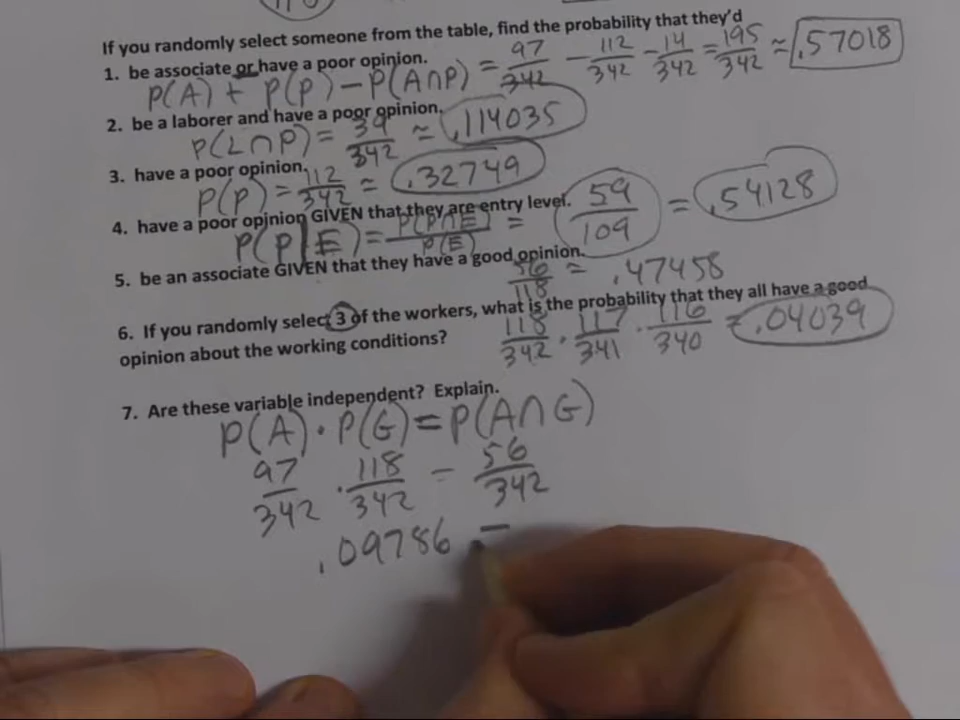 If you randomly select someone from the table, find the probability that they'd
1. be associate or have a poor opinion.
P(A) + P(P) - P(A∩P) = 97/342 - 112/342 - 14/342 = 195/342 ≈ .57018
2. be a laborer and have a poor opinion.
P(L∩P) = 39/342 ≈ .114035
3. have a poor opinion.
P(P) = 112/342 ≈ .32749
4. have a poor opinion GIVEN that they are entry level.
P(P|E) = P(P∩E)/P(E) = 59/109 = .54128
5. be an associate GIVEN that they have a good opinion.
56/118 = .47458
6. If you randomly select 3 of the workers, what is the probability that they all have a good
opinion about the working conditions?
118/342 · 117/341 · 116/340 = .04039
7. Are these variable independent? Explain.
P(A) · P(G) = P(A∩G)
97/342 · 118/342 = 56/342
.09786